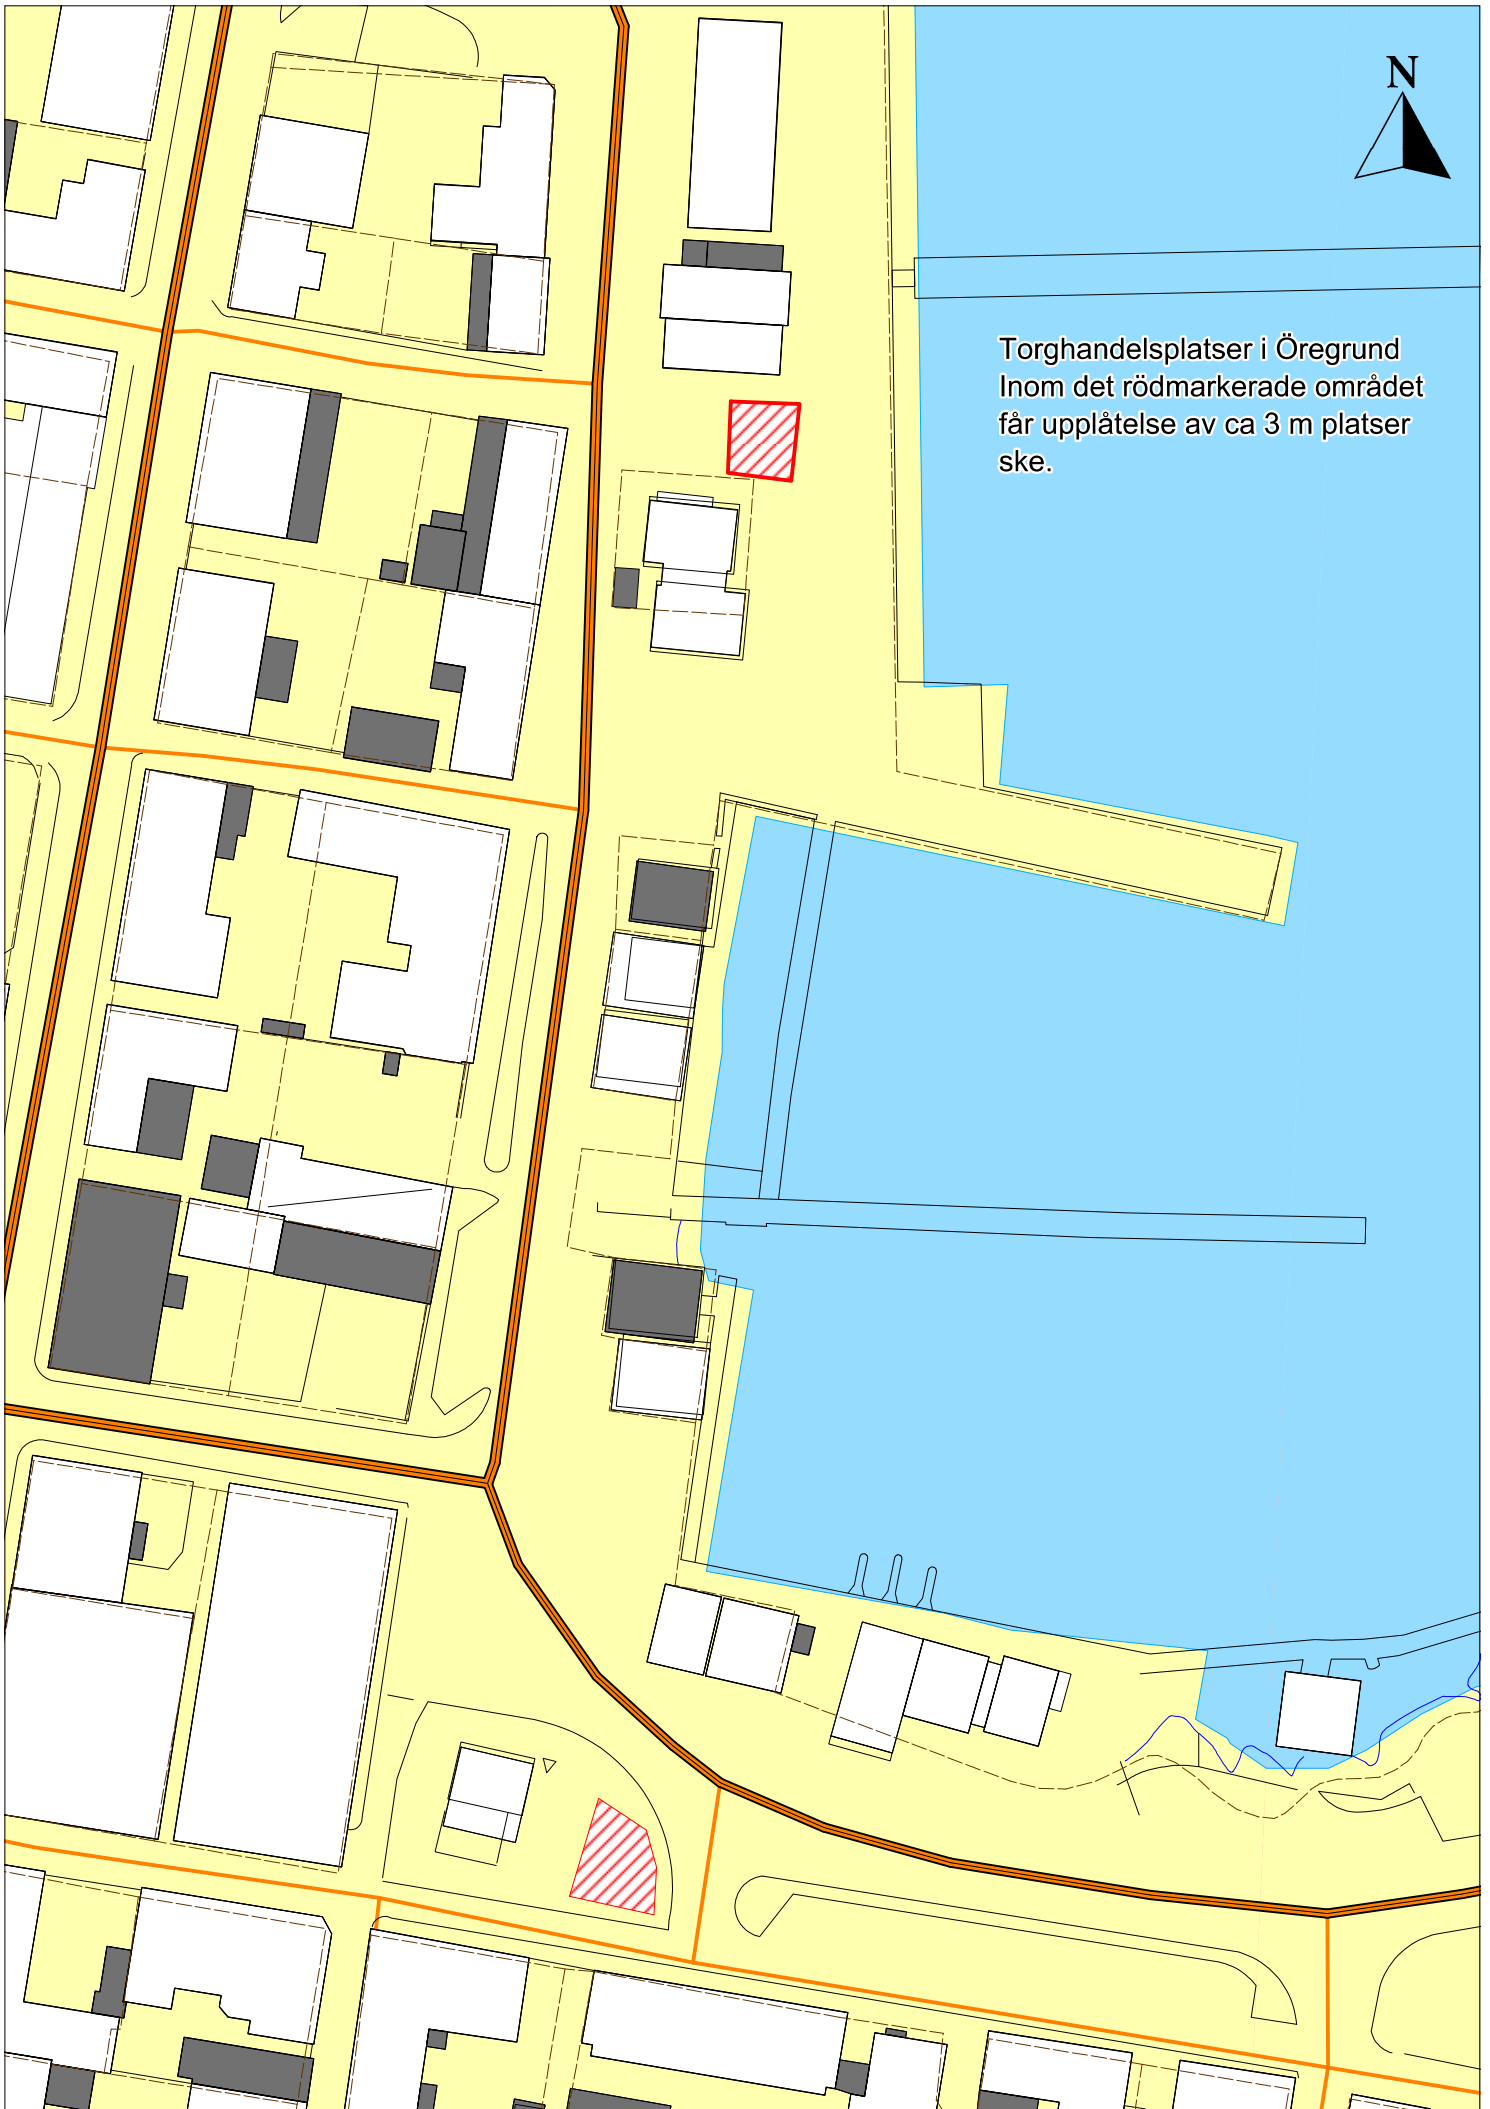 N
Torghandelsplatser i Öregrund
Inom det rödmarkerade området
får upplåtelse av ca 3 m platser
ske.